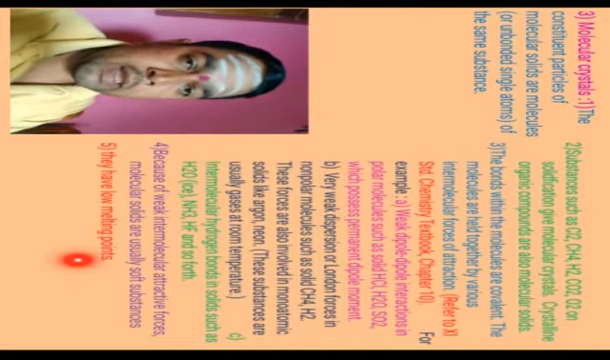 3) Molecular crystals :1)The
constituent particles of
molecular solids are molecules
(or unbonded single atoms) of
the same substance.
2)Substances such as Cl2, CH4, H2, CO2, O2 on
solidfication give molecular crystals. Crystalline
organic compounds are also molecular solids.
3)The bonds within the molecules are covalent. The
molecules are held together by various
intermolecular forces of attraction. (Refer to XI
Std. Chemistry Textbook, Chapter 10). For
example : a) Weak dipole-dipole interactions in
polar molecules such as solid HCl, H2O, SO2,
which possess permanent dipole moment.
b) Very weak dispersion or London forces in
nonpolar molecules such as solid CH4, H2.
These forces are also involved in monoatomic
solids like argon, neon. (These substances are
usually gases at room temperature.) c)
Intermolecular hydrogen bonds in solids such as
H2O (ice), NH3, HF and so forth.
4)Because of weak intermolecular attractive forces,
molecular solids are usually soft substances
5) they have low melting points.